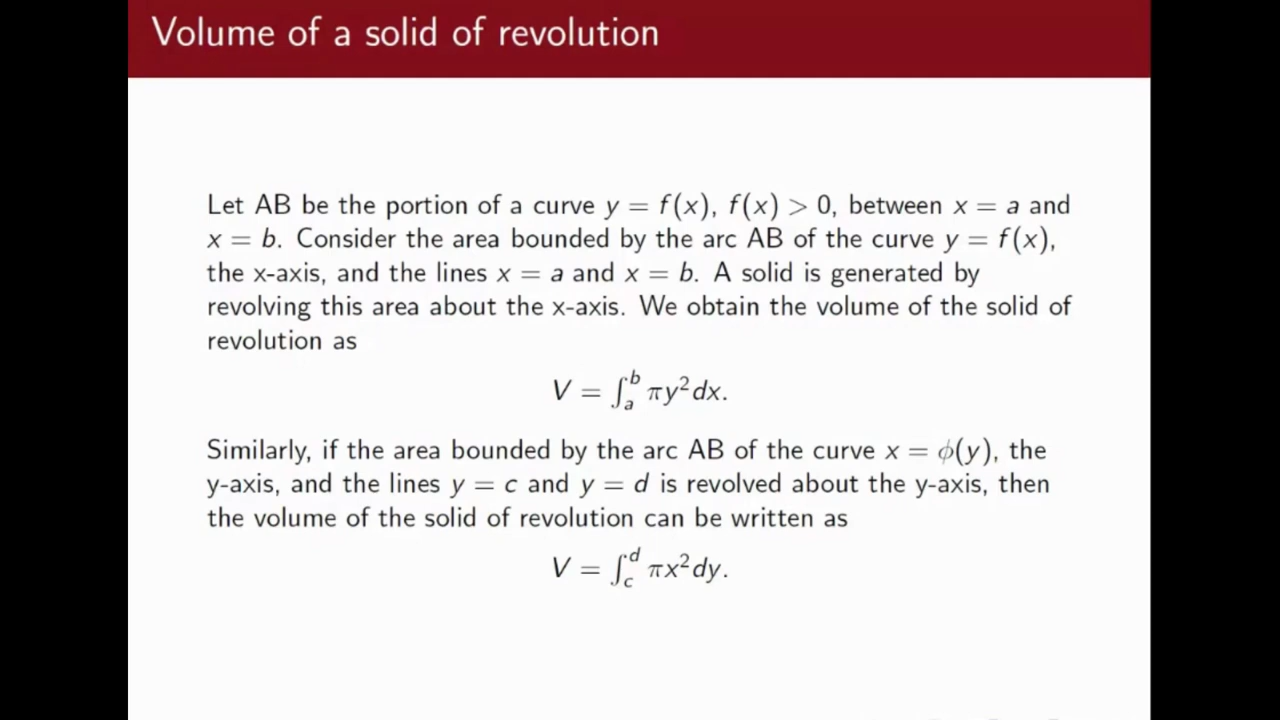 Volume of a solid of revolution
Let AB be the portion of a curve y = f(x), f(x) > 0, between x = a and
x = b. Consider the area bounded by the arc AB of the curve y = f(x),
the x-axis, and the lines x = a and x = b. A solid is generated by
revolving this area about the x-axis. We obtain the volume of the solid of
revolution as
V = ∫_a^b πy²dx.
Similarly, if the area bounded by the arc AB of the curve x = ϕ(y), the
y-axis, and the lines y = c and y = d is revolved about the y-axis, then
the volume of the solid of revolution can be written as
V = ∫_c^d πx²dy.